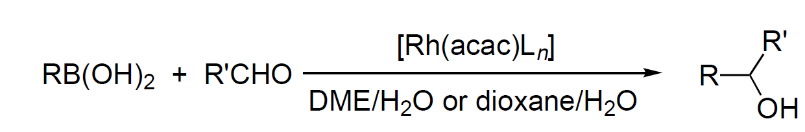 [Rh(acac)Lₙ]
RB(OH)₂ + R'CHO
DME/H₂O or dioxane/H₂O
R
R'
OH